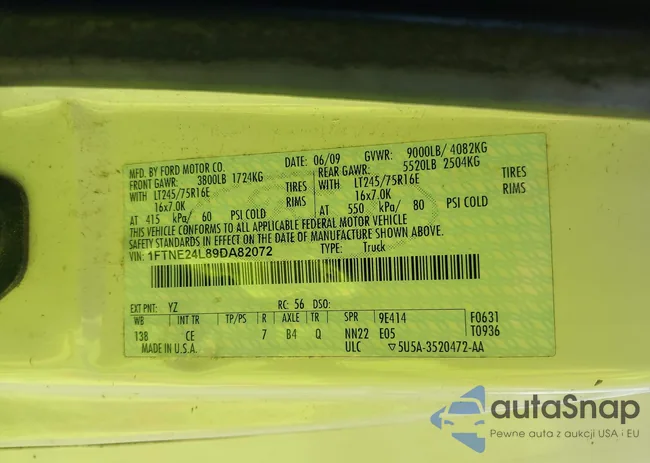 MFD. BY FORD MOTOR CO.
DATE: 06/09 GVWR: 9000LB/ 4082KG
FRONT GAWR: 3800LB 1724KG
REAR GAWR: 5520LB 2504KG
WITH LT245/75R16E TIRES
WITH LT245/75R16E TIRES
16x7.0K RIMS
16x7.0K RIMS
AT 415 kPa/ 60 PSI COLD
AT 550 kPa/ 80 PSI COLD
THIS VEHICLE CONFORMS TO ALL APPLICABLE FEDERAL MOTOR VEHICLE
SAFETY STANDARDS IN EFFECT ON THE DATE OF MANUFACTURE SHOWN ABOVE.
VIN: 1FTNE24L89DA82072 TYPE: Truck
EXT PNT: YZ RC: 56 DSO:
WB INT TR TP/PS R AXLE TR SPR 9E414 F0631
138 CE 7 B4 Q NN22 E05 T0936
MADE IN U.S.A. ULC ▽5U5A-3520472-AA
autaSnap
Pewne auta z aukcji USA i EU